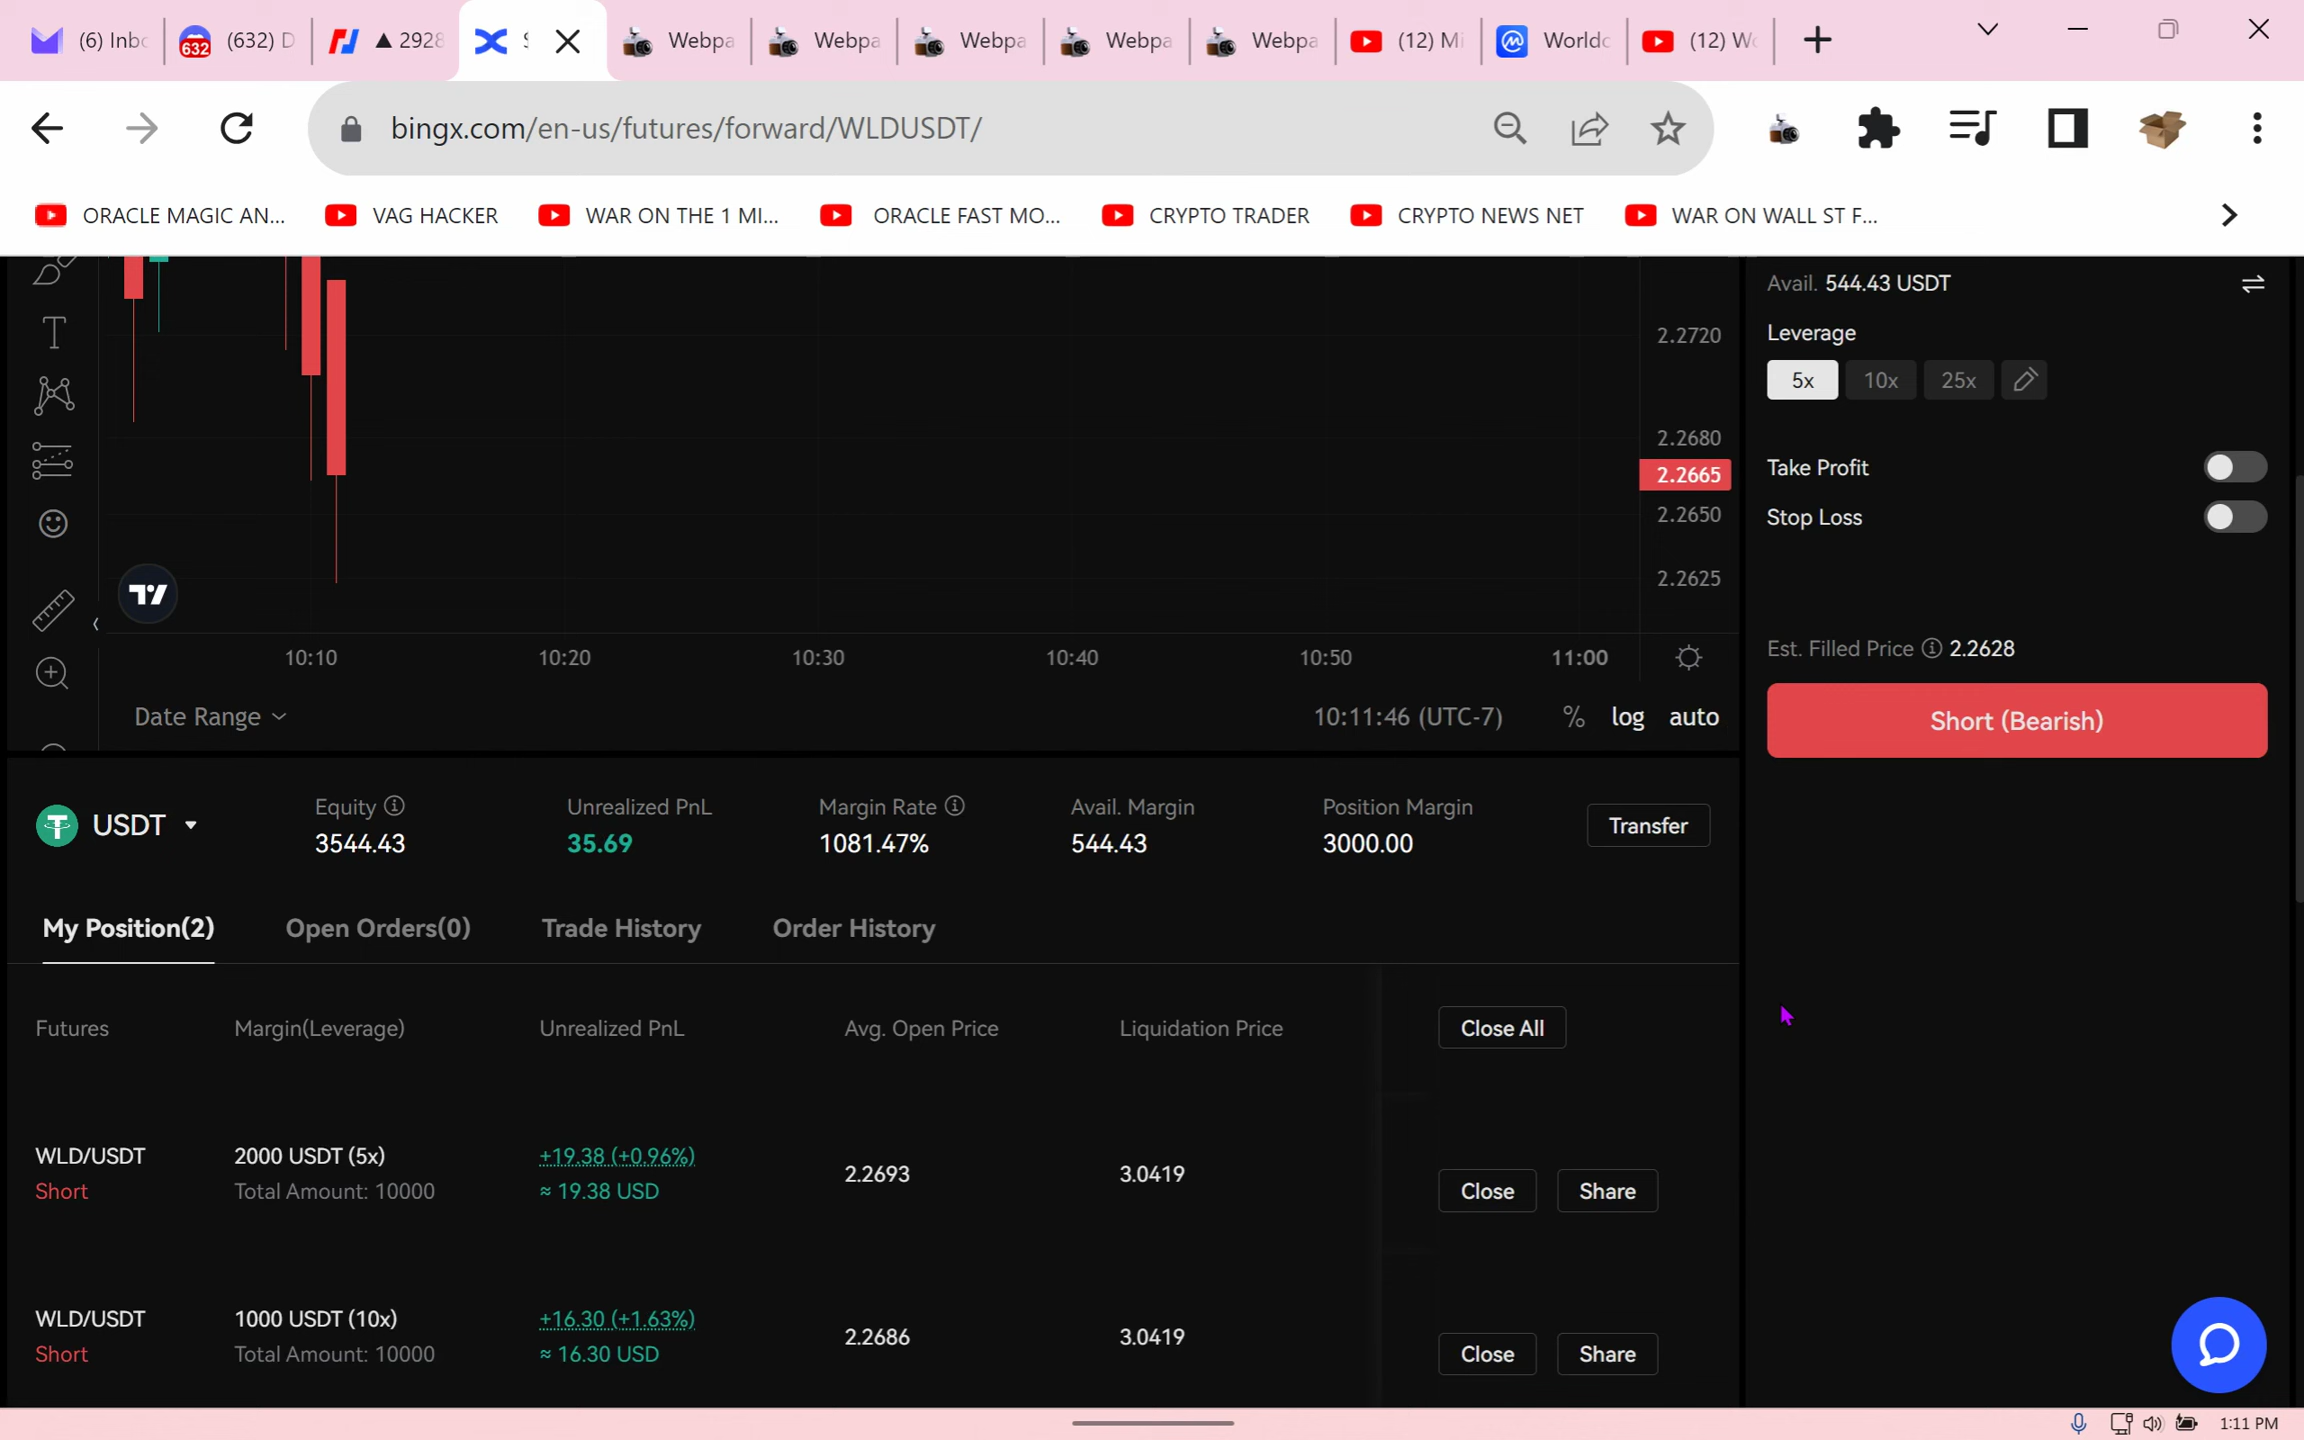 (6) Inbc
632
(632) D
▲ 2928
Webpa
Webpa
Webpa
Webpa
Webpa
(12) Mi
Worldc
(12) Wo
bingx.com/en-us/futures/forward/WLDUSDT/
ORACLE MAGIC AN...
VAG HACKER
WAR ON THE 1 MI...
ORACLE FAST MO...
CRYPTO TRADER
CRYPTO NEWS NET
WAR ON WALL ST F...
2.2720
2.2680
2.2665
2.2650
2.2625
10:10 10:20 10:30 10:40 10:50 11:00
Date Range
10:11:46 (UTC-7) % log auto
Avail. 544.43 USDT
Leverage
5x 10x 25x
Take Profit
Stop Loss
Est. Filled Price 2.2628
Short (Bearish)
USDT
Equity
3544.43
Unrealized PnL
35.69
Margin Rate
1081.47%
Avail. Margin
544.43
Position Margin
3000.00
Transfer
My Position(2) Open Orders(0) Trade History Order History
Futures Margin(Leverage) Unrealized PnL Avg. Open Price Liquidation Price Close All
WLD/USDT
Short
2000 USDT (5x)
Total Amount: 10000
+19.38 (+0.96%)
≈ 19.38 USD
2.2693
3.0419
Close Share
WLD/USDT
Short
1000 USDT (10x)
Total Amount: 10000
+16.30 (+1.63%)
≈ 16.30 USD
2.2686
3.0419
Close Share
1:11 PM